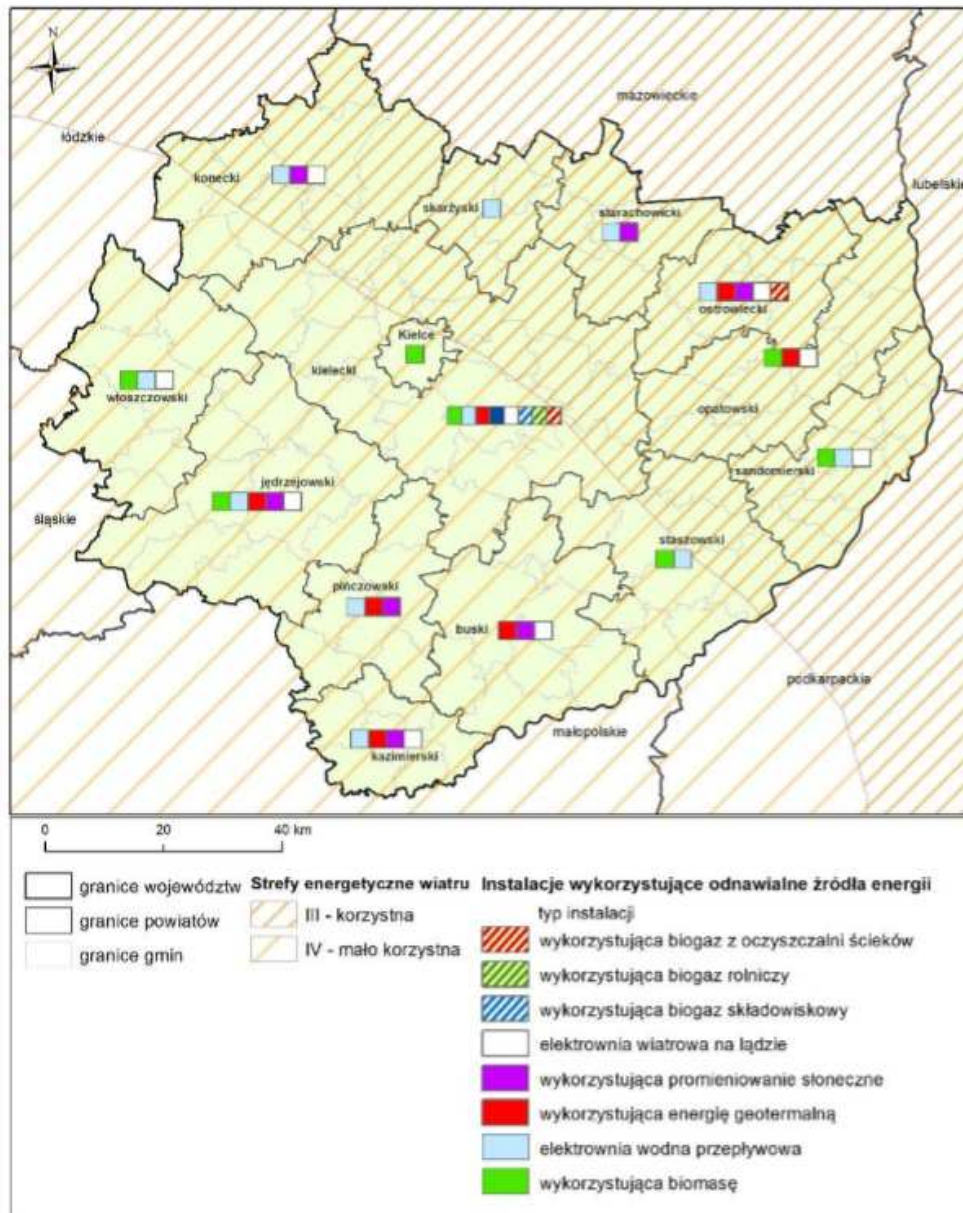 N
mazowieckie
łódzkie
lubelskie
konecki
skarżyski
starachowicki
ostrowiecki
Kielce
kielecki
włoszczowski
opatowski
sandomierski
jędrzejowski
śląskie
staszowski
pińczowski
buski
podkarpackie
małopolskie
kazimierski
0 20 40 km
granice województw
granice powiatów
granice gmin
Strefy energetyczne wiatru
III - korzystna
IV - mało korzystna
Instalacje wykorzystujące odnawialne źródła energii
typ instalacji
wykorzystująca biogaz z oczyszczalni ścieków
wykorzystująca biogaz rolniczy
wykorzystująca biogaz składowiskowy
elektrownia wiatrowa na lądzie
wykorzystująca promieniowanie słoneczne
wykorzystująca energię geotermalną
elektrownia wodna przepływowa
wykorzystująca biomasę